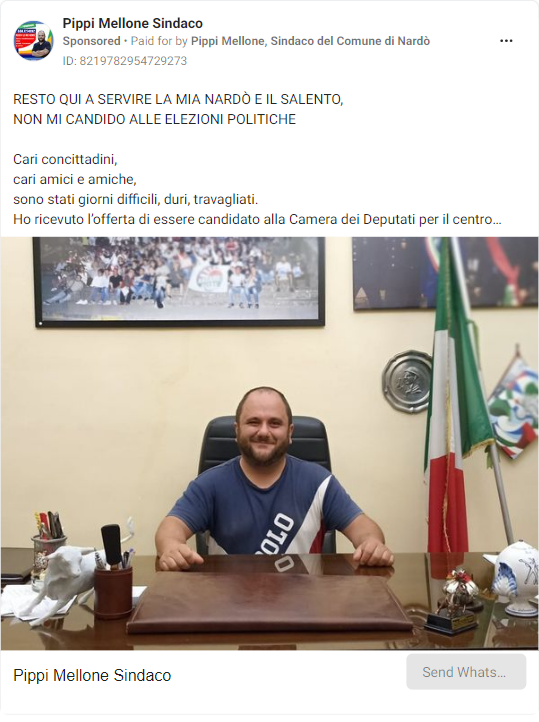 Pippi Mellone Sindaco
Sponsored • Paid for by Pippi Mellone, Sindaco del Comune di Nardò
ID: 8219782954729273
RESTO QUI A SERVIRE LA MIA NARDÒ E IL SALENTO,
NON MI CANDIDO ALLE ELEZIONI POLITICHE
Cari concittadini,
cari amici e amiche,
sono stati giorni difficili, duri, travagliati.
Ho ricevuto l'offerta di essere candidato alla Camera dei Deputati per il centro…
POLO
Pippi Mellone Sindaco
Send Whats…